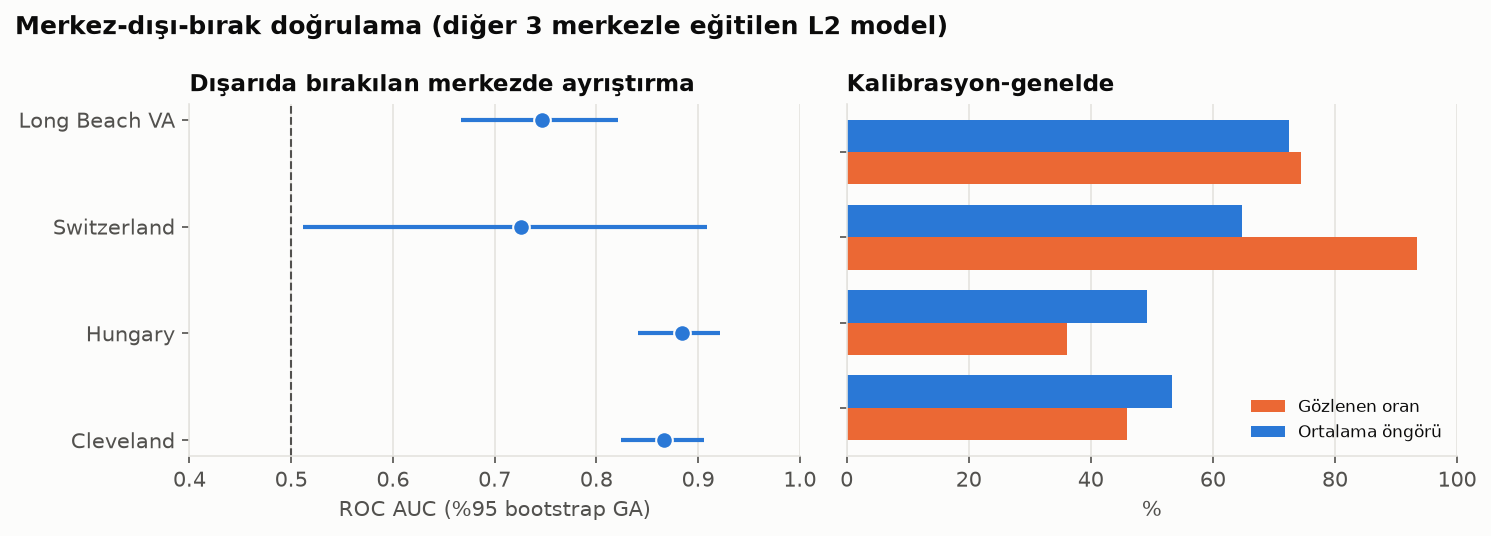 Merkez-dışı-bırak doğrulama (diğer 3 merkezle eğitilen L2 model)
Dışarıda bırakılan merkezde ayrıştırma
Long Beach VA
Switzerland
Hungary
Cleveland
0.4 0.5 0.6 0.7 0.8 0.9 1.0
ROC AUC (%95 bootstrap GA)
Kalibrasyon-genelde
Gözlenen oran
Ortalama öngörü
0 20 40 60 80 100
%